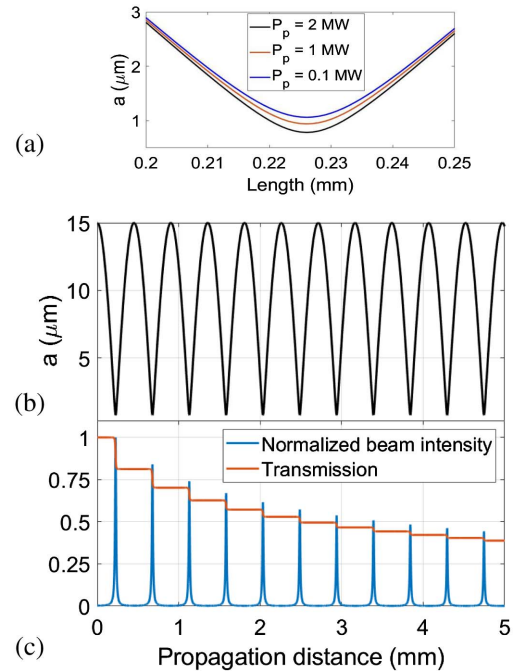 3
2
1
a (μm)
P_p = 2 MW
P_p = 1 MW
P_p = 0.1 MW
0.2 0.21 0.22 0.23 0.24 0.25
Length (mm)
(a)
15
10
5
a (μm)
(b)
1
0.75
0.5
0.25
0
Normalized beam intensity
Transmission
0 1 2 3 4 5
Propagation distance (mm)
(c)